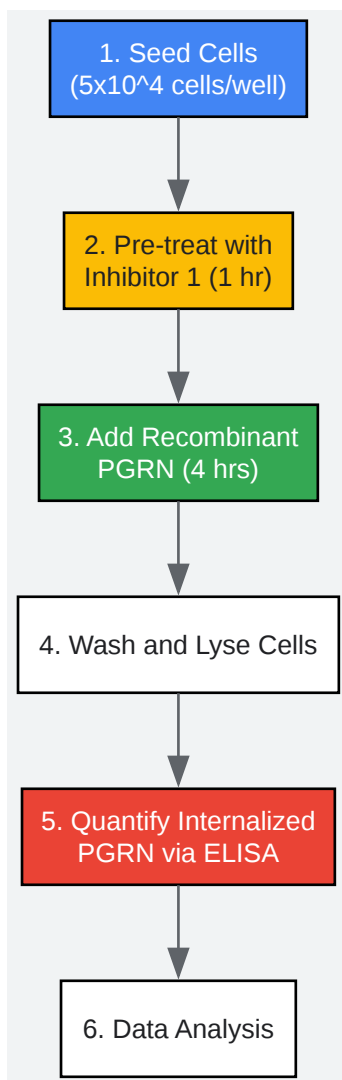 1. Seed Cells
(5x10^4 cells/well)
2. Pre-treat with
Inhibitor 1 (1 hr)
3. Add Recombinant
PGRN (4 hrs)
4. Wash and Lyse Cells
5. Quantify Internalized
PGRN via ELISA
6. Data Analysis